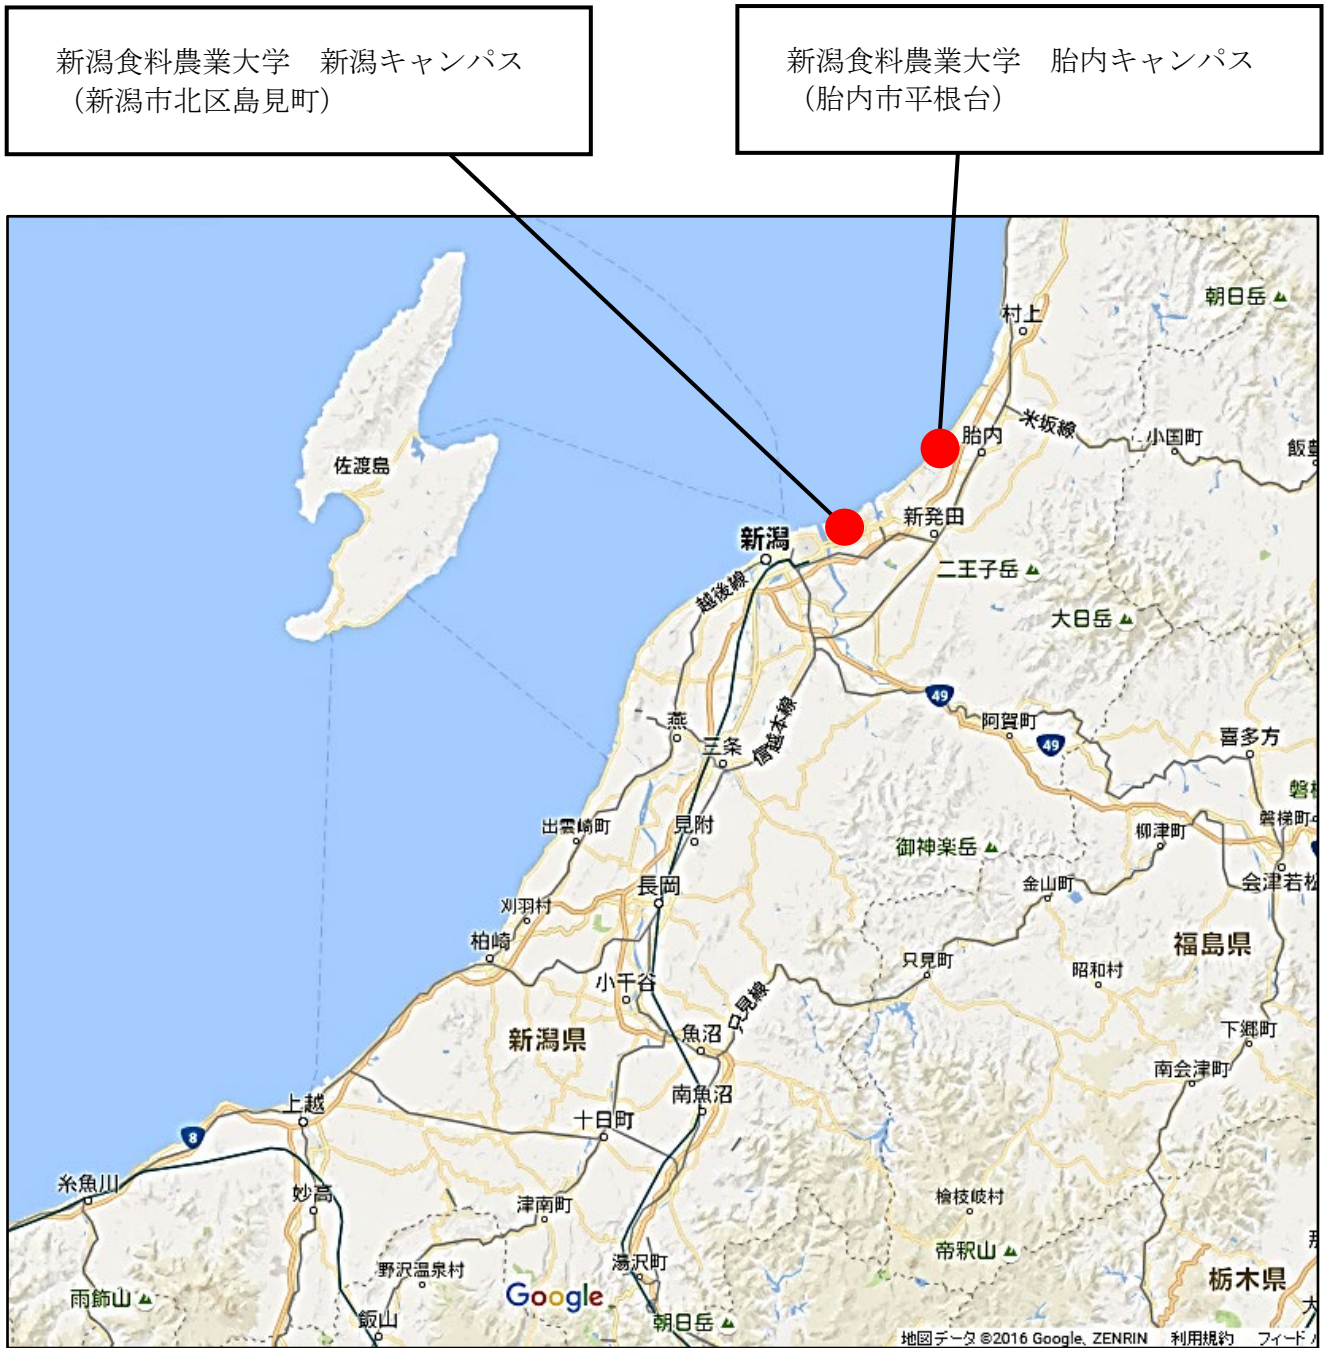 新潟食料農業大学　新潟キャンパス
（新潟市北区島見町）
新潟食料農業大学　胎内キャンパス
（胎内市平根台）
朝日岳
村上
米坂線
胎内
小国町
飯豊
佐渡島
新発田
新潟
二王子岳
越後線
大日岳
49
燕
信越本線
阿賀町
三条
49
喜多方
磐梯町
出雲崎町
見附
柳津町
御神楽岳
長岡
金山町
会津若松
刈羽村
柏崎
福島県
只見町
昭和村
小千谷
只見線
新潟県
魚沼
下郷町
南会津町
南魚沼
上越
十日町
8
糸魚川
妙高
津南町
檜枝岐村
帝釈山
野沢温泉村
湯沢町
栃木県
雨飾山
Google
飯山
朝日岳
地図データ ©2016 Google, ZENRIN　利用規約　フィード